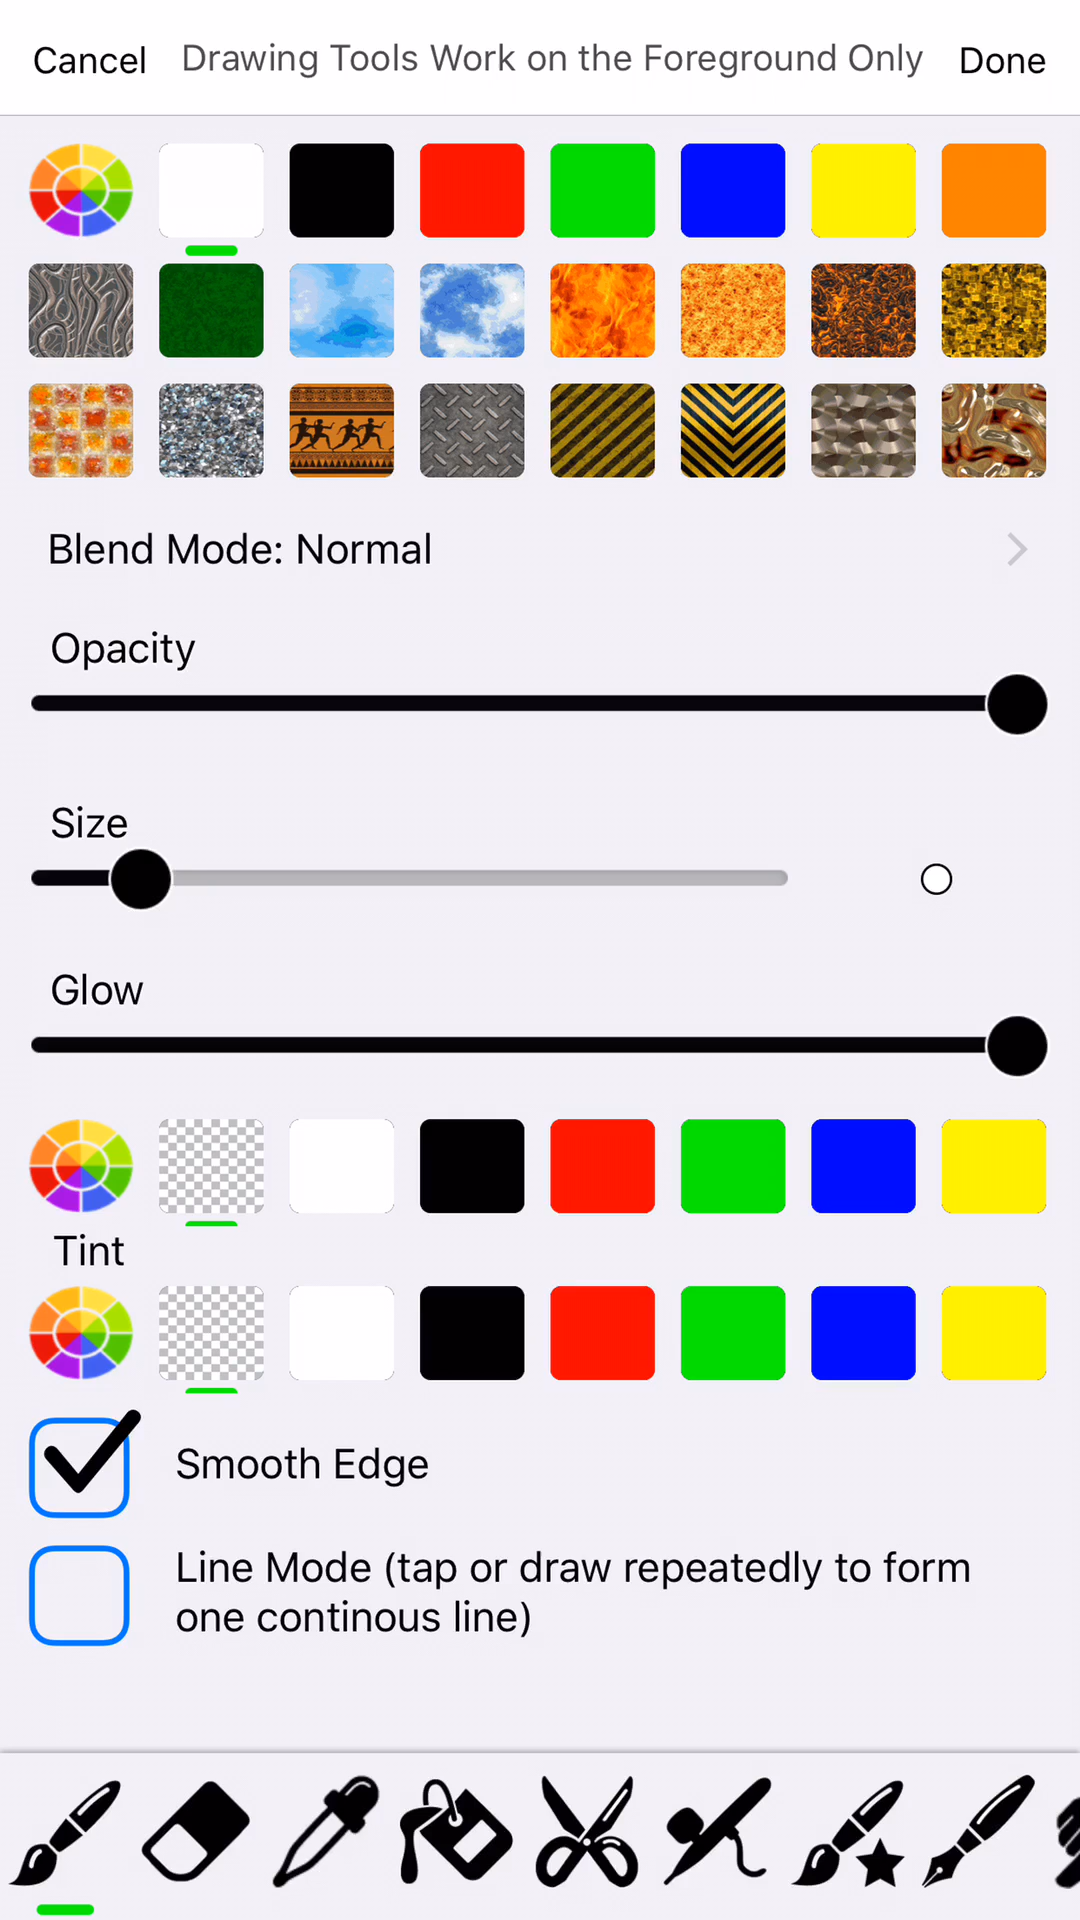 Cancel Drawing Tools Work on the Foreground Only Done
Blend Mode: Normal
Opacity
Size
Glow
Tint
Smooth Edge
Line Mode (tap or draw repeatedly to form
one continous line)